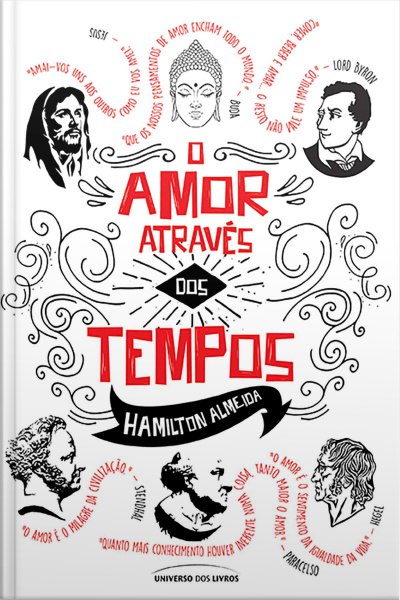 "AMAI-VOS UNS AOS OUTROS COMO EU VOS AMEI" – JESUS
"QUE OS NOSSOS PENSAMENTOS DE AMOR ENCHAM TODO O MUNDO." – BUDA
"COMER, BEBER E AMAR... O RESTO NÃO VALE UM IMPULSO." – LORD BYRON
O
AMOR
ATRAVÉS
DOS
TEMPOS
HAMILTON ALMEIDA
"O AMOR É O MILAGRE DA CIVILIZAÇÃO" – STENDHAL
"QUANTO MAIS CONHECIMENTO HOUVER INERENTE NUMA COISA, TANTO MAIOR O AMOR." – PARACELSO
"O AMOR É O SENTIMENTO DA IGUALDADE DA VIDA" – HEGEL
UNIVERSO DOS LIVROS